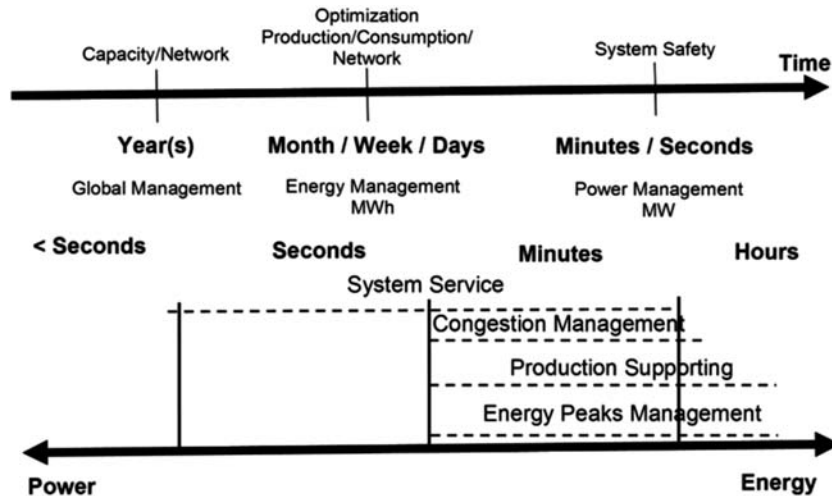 Optimization
Capacity/Network
Production/Consumption/
Network
System Safety
Time
Year(s)
Month / Week / Days
Minutes / Seconds
Global Management
Energy Management
MWh
Power Management
MW
< Seconds
Seconds
Minutes
Hours
System Service
Congestion Management
Production Supporting
Energy Peaks Management
Power
Energy